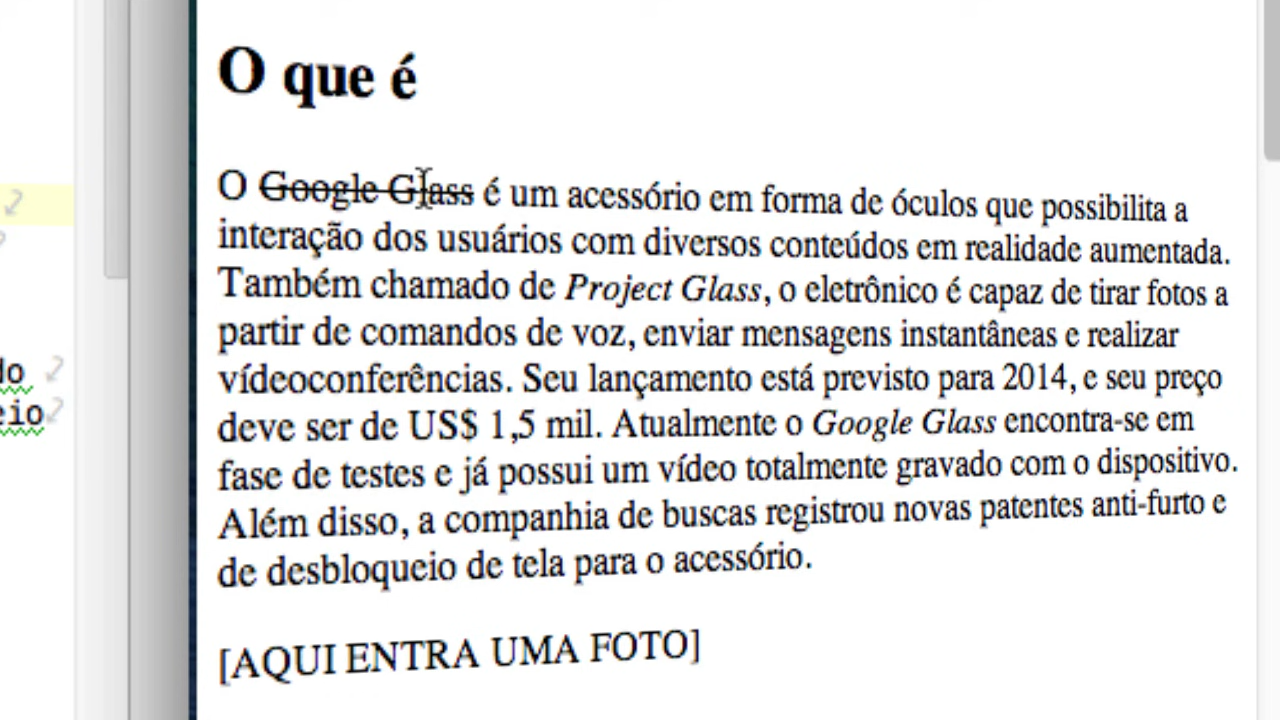 O que é
O Google Glass é um acessório em forma de óculos que possibilita a
interação dos usuários com diversos conteúdos em realidade aumentada.
Também chamado de Project Glass, o eletrônico é capaz de tirar fotos a
partir de comandos de voz, enviar mensagens instantâneas e realizar
vídeoconferências. Seu lançamento está previsto para 2014, e seu preço
deve ser de US$ 1,5 mil. Atualmente o Google Glass encontra-se em
fase de testes e já possui um vídeo totalmente gravado com o dispositivo.
Além disso, a companhia de buscas registrou novas patentes anti-furto e
de desbloqueio de tela para o acessório.
[AQUI ENTRA UMA FOTO]